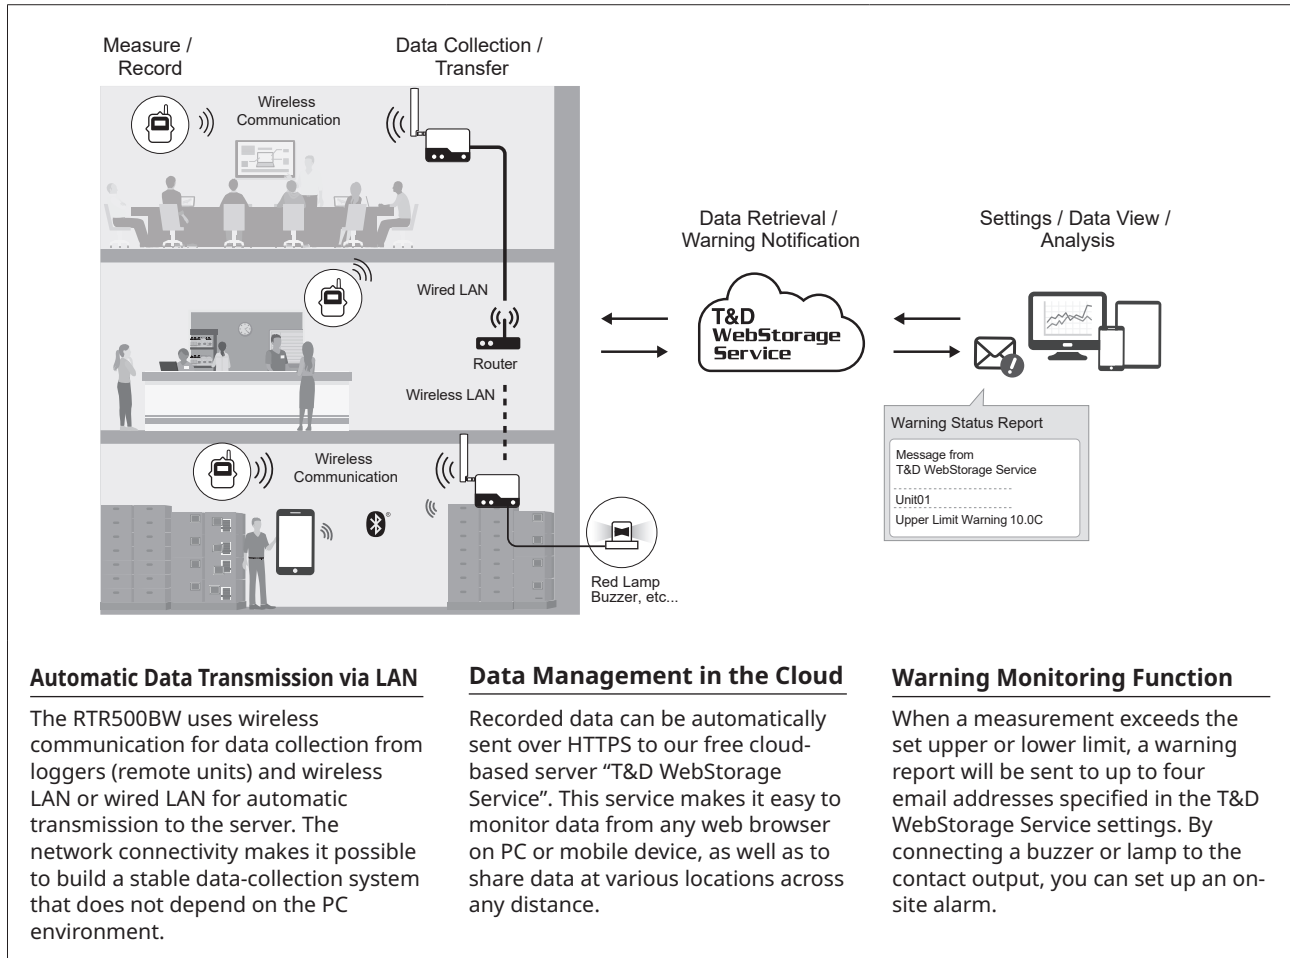 Measure /
Record
Data Collection /
Transfer
Wireless
Communication
Wired LAN
Router
Wireless LAN
Wireless
Communication
®
Red Lamp
Buzzer, etc...
Data Retrieval /
Warning Notification
T&D
WebStorage
Service
Settings / Data View /
Analysis
Warning Status Report
Message from
T&D WebStorage Service
Unit01
Upper Limit Warning 10.0C
Automatic Data Transmission via LAN
The RTR500BW uses wireless
communication for data collection from
loggers (remote units) and wireless
LAN or wired LAN for automatic
transmission to the server. The
network connectivity makes it possible
to build a stable data-collection system
that does not depend on the PC
environment.
Data Management in the Cloud
Recorded data can be automatically
sent over HTTPS to our free cloud-
based server “T&D WebStorage
Service”. This service makes it easy to
monitor data from any web browser
on PC or mobile device, as well as to
share data at various locations across
any distance.
Warning Monitoring Function
When a measurement exceeds the
set upper or lower limit, a warning
report will be sent to up to four
email addresses specified in the T&D
WebStorage Service settings. By
connecting a buzzer or lamp to the
contact output, you can set up an on-
site alarm.